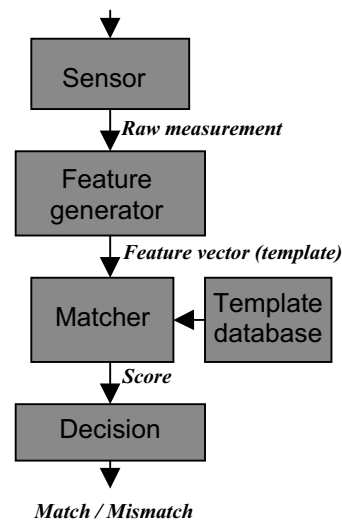 Sensor
Raw measurement
Feature
generator
Feature vector (template)
Matcher
Template
database
Score
Decision
Match / Mismatch